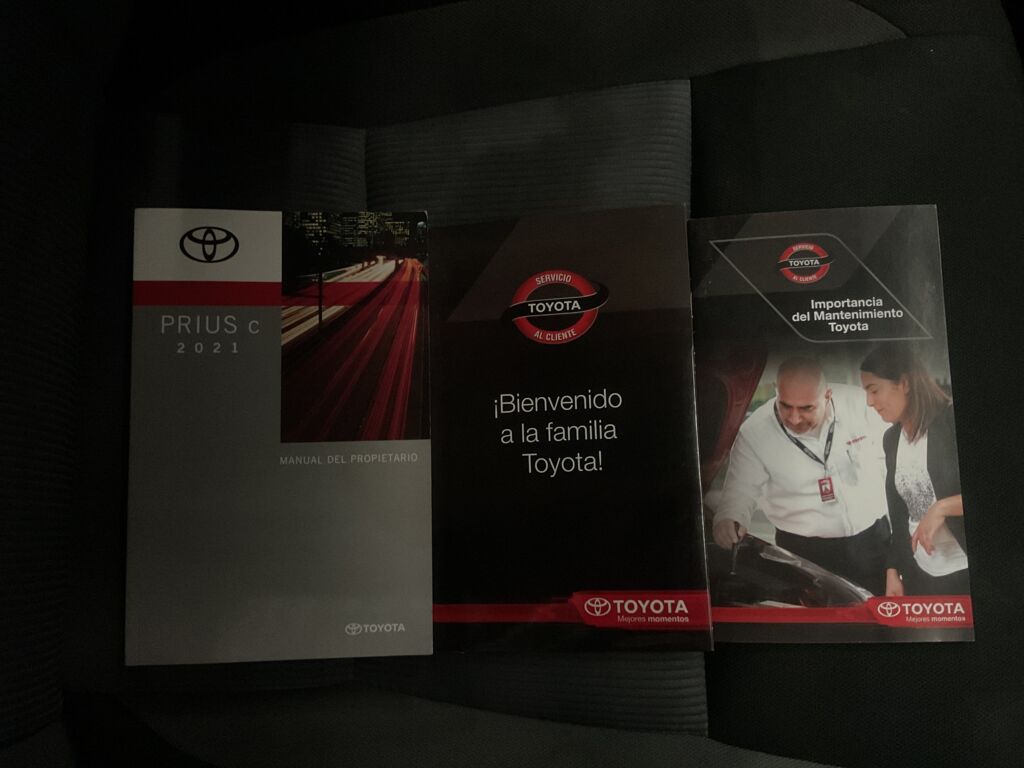 PRIUS c
2021
MANUAL DEL PROPIETARIO
TOYOTA
SERVICIO
TOYOTA
AL CLIENTE
¡Bienvenido
a la familia
Toyota!
TOYOTA
Mejores momentos
SERVICIO
TOYOTA
AL CLIENTE
Importancia
del Mantenimiento
Toyota
TOYOTA
Mejores momentos